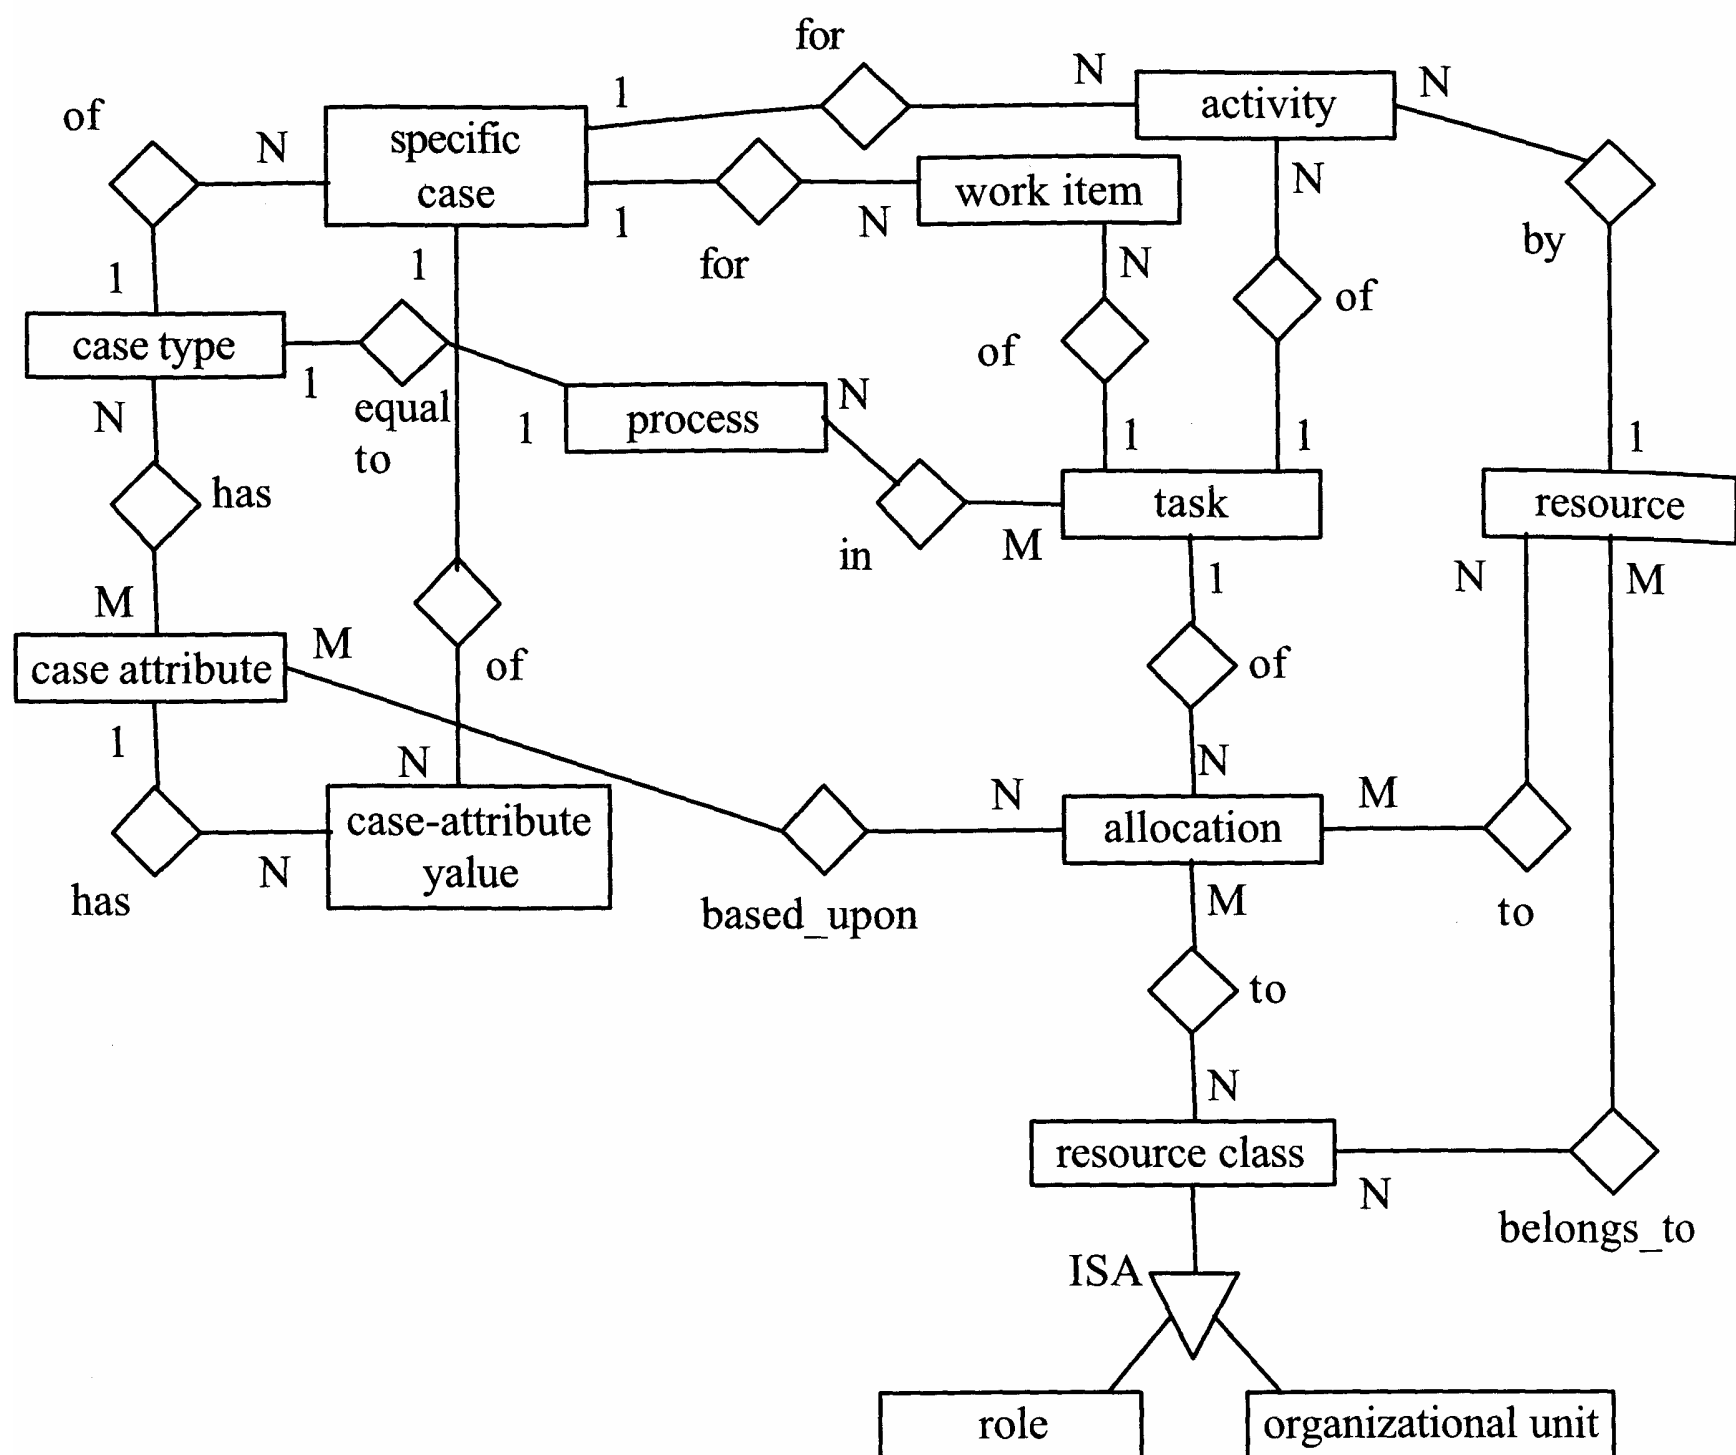 for
1
N
activity
N
of
N
specific
case
work item
N
1
N
by
for
1
1
N
of
of
case type
1
equal
to
1
process
N
N
has
1
1
1
task
resource
in
M
M
1
N
M
case attribute
M
of
of
1
N
N
case-attribute
yalue
N
allocation
M
has
N
based_upon
M
to
to
N
resource class
N
belongs_to
ISA
role
organizational unit